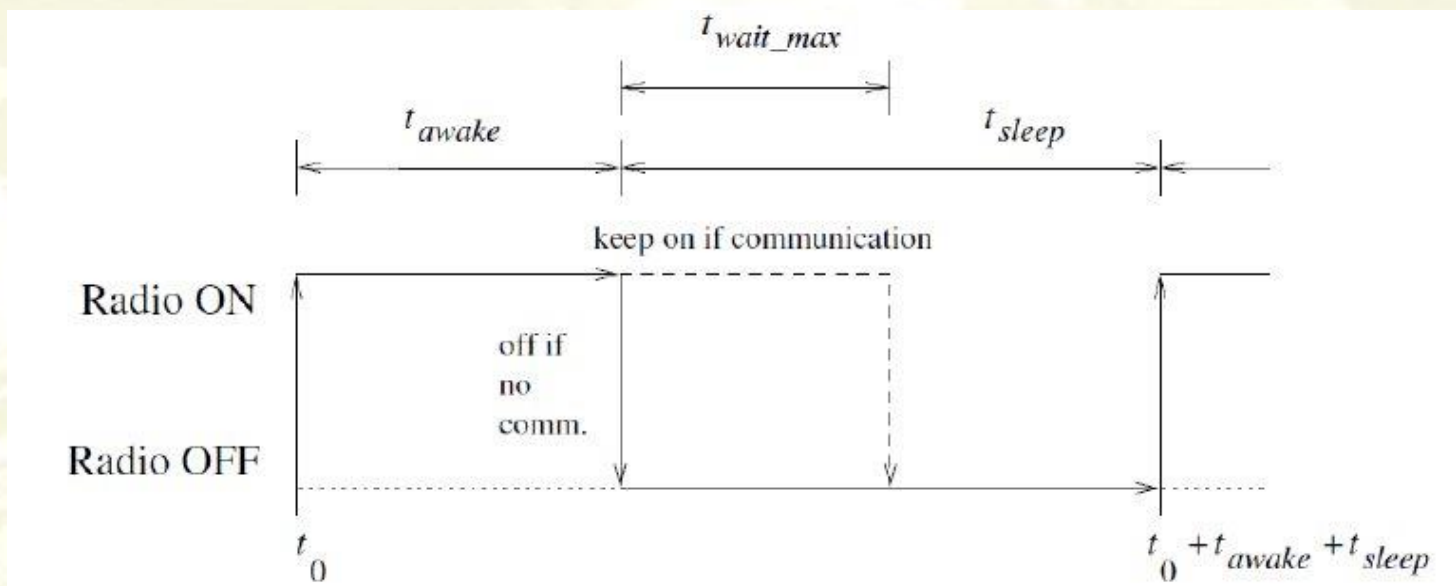 t_wait_max
t_awake
t_sleep
keep on if communication
Radio ON
off if
no
comm.
Radio OFF
t_0
t_0 + t_awake + t_sleep